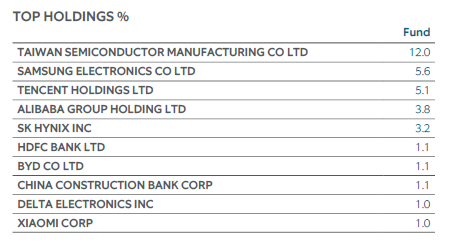 TOP HOLDINGS %
Fund
TAIWAN SEMICONDUCTOR MANUFACTURING CO LTD 12.0
SAMSUNG ELECTRONICS CO LTD 5.6
TENCENT HOLDINGS LTD 5.1
ALIBABA GROUP HOLDING LTD 3.8
SK HYNIX INC 3.2
HDFC BANK LTD 1.1
BYD CO LTD 1.1
CHINA CONSTRUCTION BANK CORP 1.1
DELTA ELECTRONICS INC 1.0
XIAOMI CORP 1.0